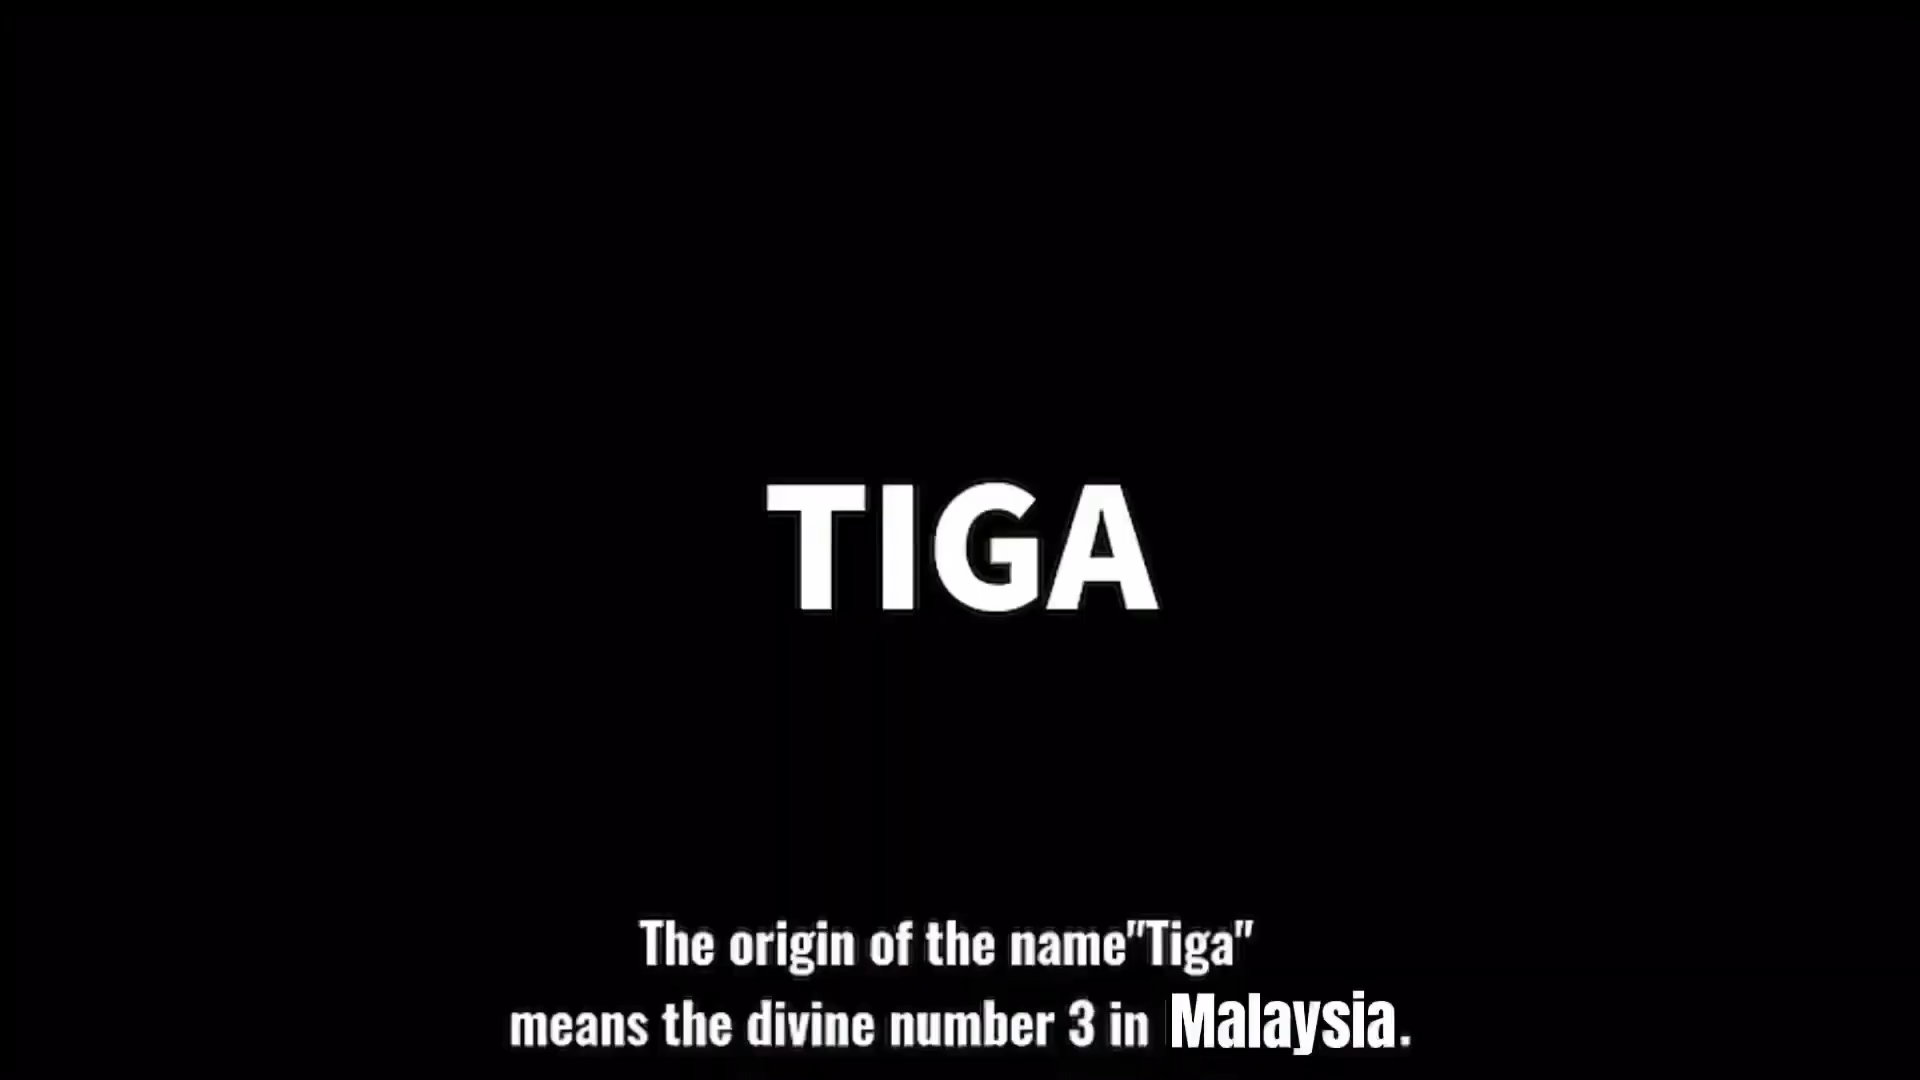 TIGA
The origin of the name"Tiga"
means the divine number 3 in Malaysia.